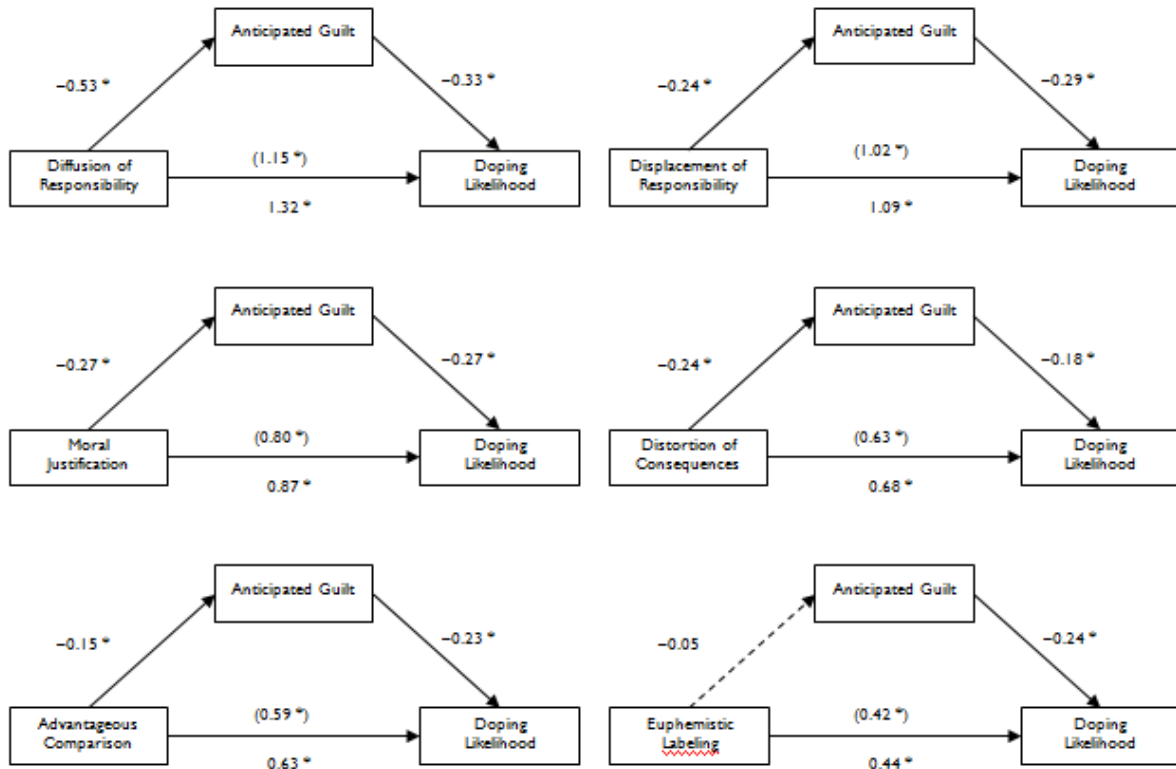 Anticipated Guilt
−0.53 *
−0.33 *
Diffusion of
Responsibility
(1.15 *)
1.32 *
Doping
Likelihood
Anticipated Guilt
−0.24 *
−0.29 *
Displacement of
Responsibility
(1.02 *)
1.09 *
Doping
Likelihood
Anticipated Guilt
−0.27 *
−0.27 *
Moral
Justification
(0.80 *)
0.87 *
Doping
Likelihood
Anticipated Guilt
−0.24 *
−0.18 *
Distortion of
Consequences
(0.63 *)
0.68 *
Doping
Likelihood
Anticipated Guilt
−0.15 *
−0.23 *
Advantageous
Comparison
(0.59 *)
0.63 *
Doping
Likelihood
Anticipated Guilt
−0.05
−0.24 *
Euphemistic
Labeling
(0.42 *)
0.44 *
Doping
Likelihood